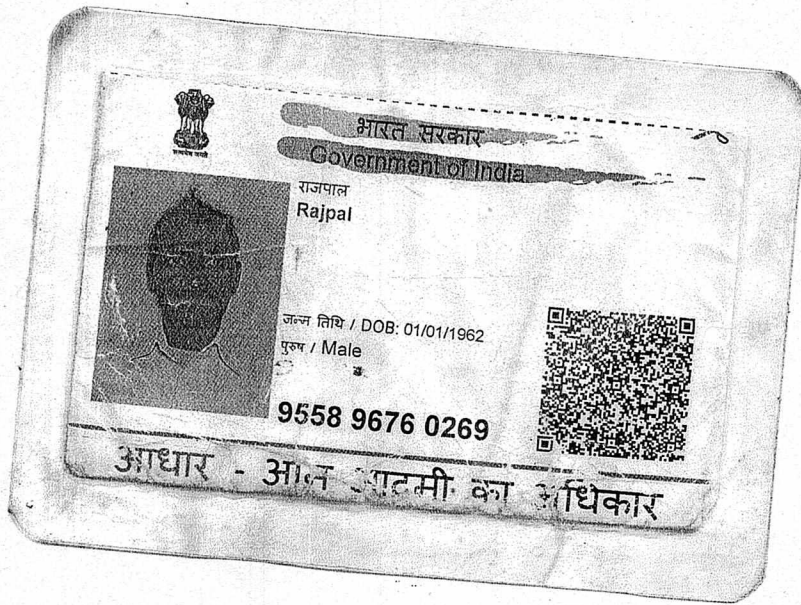 भारत सरकार
Government of India
राजपाल
Rajpal
जन्म तिथि / DOB: 01/01/1962
पुरुष / Male
9558 9676 0269
आधार - आम आदमी का अधिकार